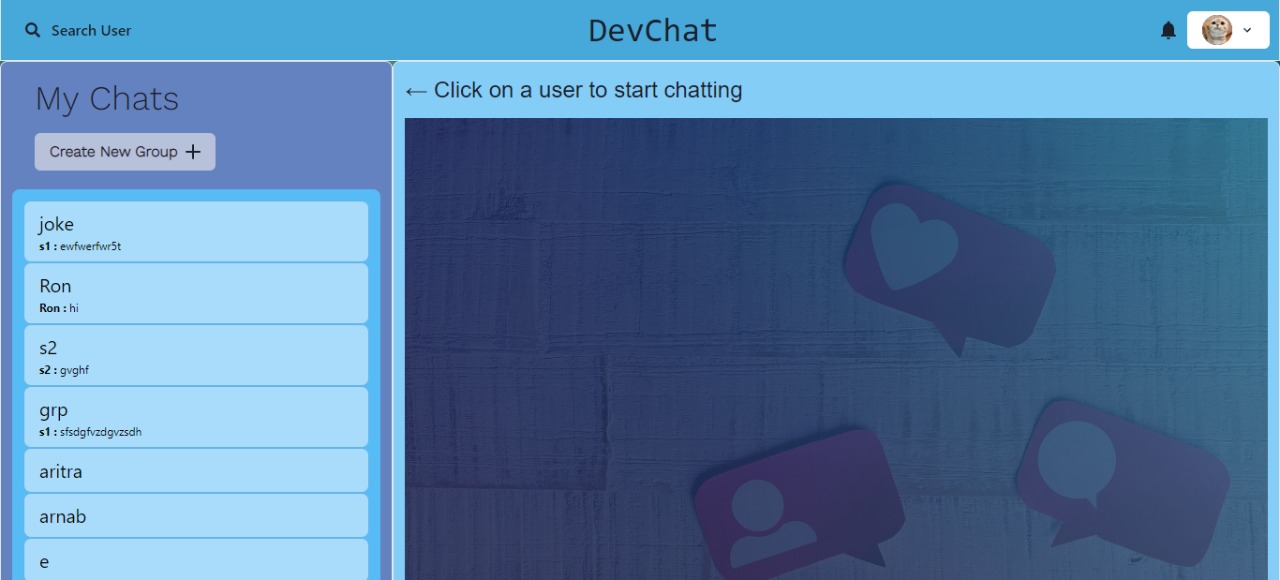 Search User
DevChat
My Chats
Create New Group
joke
s1 : ewfwerfwr5t
Ron
Ron : hi
s2
s2 : gvghf
grp
s1 : sfsdgfvzdgvzsdh
aritra
arnab
e
← Click on a user to start chatting